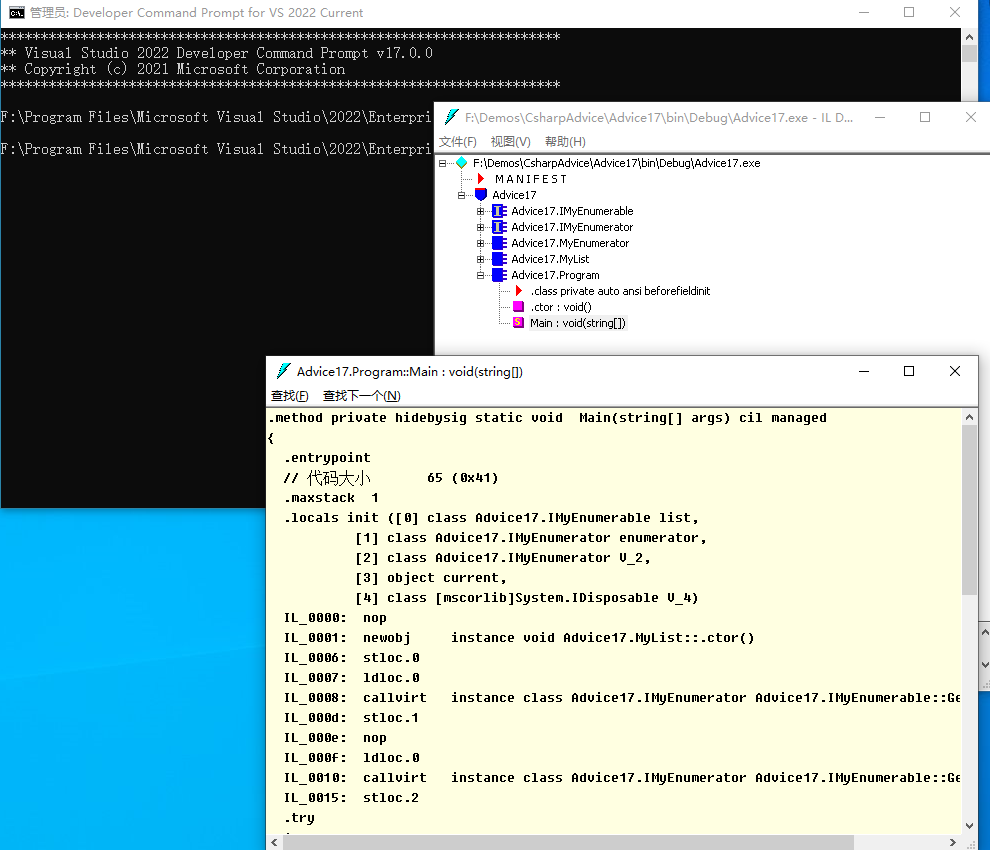 管理员: Developer Command Prompt for VS 2022 Current
**********************************************************************
** Visual Studio 2022 Developer Command Prompt v17.0.0
** Copyright (c) 2021 Microsoft Corporation
**********************************************************************
F:\Program Files\Microsoft Visual Studio\2022\Enterpri
F:\Program Files\Microsoft Visual Studio\2022\Enterpri
F:\Demos\CsharpAdvice\Advice17\bin\Debug\Advice17.exe - IL D...
文件(F) 视图(V) 帮助(H)
F:\Demos\CsharpAdvice\Advice17\bin\Debug\Advice17.exe
M A N I F E S T
Advice17
Advice17.IMyEnumerable
Advice17.IMyEnumerator
Advice17.MyEnumerator
Advice17.MyList
Advice17.Program
.class private auto ansi beforefieldinit
.ctor : void()
Main : void(string[])
Advice17.Program::Main : void(string[])
查找(F) 查找下一个(N)
.method private hidebysig static void  Main(string[] args) cil managed
{
  .entrypoint
  // 代码大小       65 (0x41)
  .maxstack  1
  .locals init ([0] class Advice17.IMyEnumerable list,
           [1] class Advice17.IMyEnumerator enumerator,
           [2] class Advice17.IMyEnumerator V_2,
           [3] object current,
           [4] class [mscorlib]System.IDisposable V_4)
  IL_0000:  nop
  IL_0001:  newobj     instance void Advice17.MyList::.ctor()
  IL_0006:  stloc.0
  IL_0007:  ldloc.0
  IL_0008:  callvirt   instance class Advice17.IMyEnumerator Advice17.IMyEnumerable::Ge
  IL_000d:  stloc.1
  IL_000e:  nop
  IL_000f:  ldloc.0
  IL_0010:  callvirt   instance class Advice17.IMyEnumerator Advice17.IMyEnumerable::Ge
  IL_0015:  stloc.2
  .try